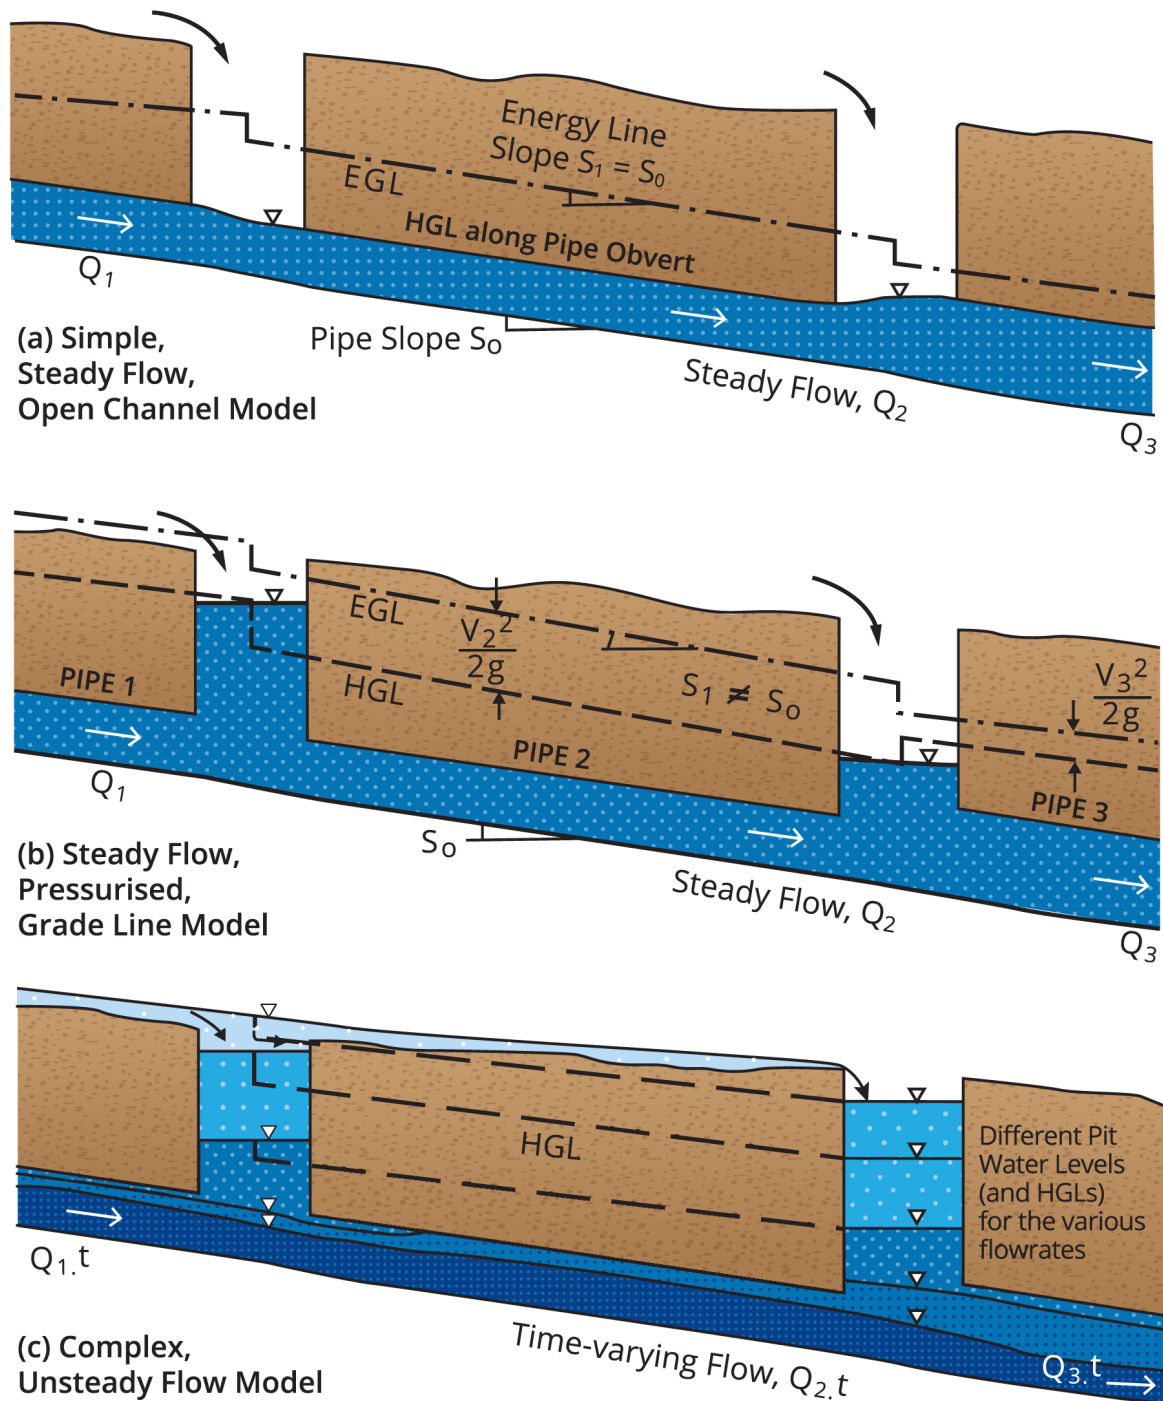 Energy Line
Slope S₁ = S₀
EGL
HGL along Pipe Obvert
Q₁
Pipe Slope S₀
(a) Simple,
Steady Flow,
Open Channel Model
Steady Flow, Q₂
Q₃
EGL
V₂²
2g
HGL
S₁ ≠ S₀
PIPE 1
PIPE 2
V₃²
2g
PIPE 3
Q₁
S₀
(b) Steady Flow,
Pressurised,
Grade Line Model
Steady Flow, Q₂
Q₃
HGL
Different Pit
Water Levels
(and HGLs)
for the various
flowrates
Q₁.t
(c) Complex,
Unsteady Flow Model
Time-varying Flow, Q₂.t
Q₃.t